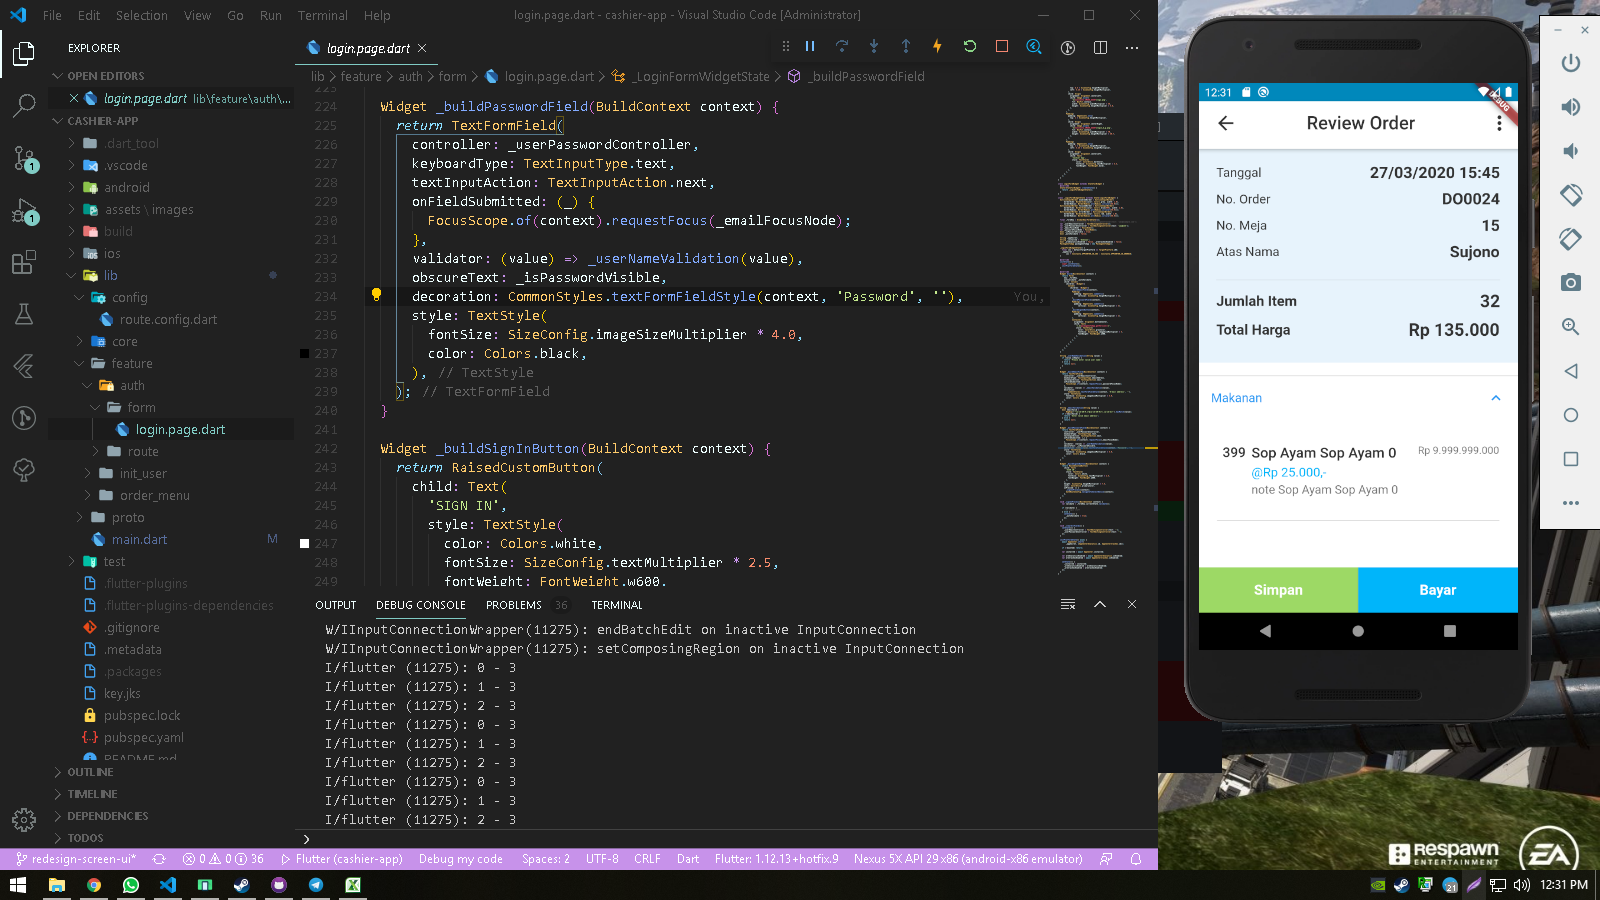 File Edit Selection View Go Run Terminal Help
login.page.dart - cashier-app - Visual Studio Code [Administrator]
EXPLORER
OPEN EDITORS
login.page.dart lib\feature\auth\...
CASHIER-APP
.dart_tool
.vscode
android
assets \ images
build
ios
lib
config
route.config.dart
core
feature
auth
form
login.page.dart
route
init_user
order_menu
proto
main.dart M
test
.flutter-plugins
.flutter-plugins-dependencies
.gitignore
.metadata
.packages
key.jks
pubspec.lock
pubspec.yaml
README.md
OUTLINE
TIMELINE
DEPENDENCIES
TODOS
1
1
login.page.dart
lib > feature > auth > form > login.page.dart > _LoginFormWidgetState > _buildPasswordField
223
224 Widget _buildPasswordField(BuildContext context) {
225 return TextFormField(
226 controller: _userPasswordController,
227 keyboardType: TextInputType.text,
228 textInputAction: TextInputAction.next,
229 onFieldSubmitted: (_) {
230 FocusScope.of(context).requestFocus(_emailFocusNode);
231 },
232 validator: (value) => _userNameValidation(value),
233 obscureText: _isPasswordVisible,
234 decoration: CommonStyles.textFormFieldStyle(context, 'Password', ''), You,
235 style: TextStyle(
236 fontSize: SizeConfig.imageSizeMultiplier * 4.0,
237 color: Colors.black,
238 ), // TextStyle
239 ); // TextFormField
240 }
241
242 Widget _buildSignInButton(BuildContext context) {
243 return RaisedCustomButton(
244 child: Text(
245 'SIGN IN',
246 style: TextStyle(
247 color: Colors.white,
248 fontSize: SizeConfig.textMultiplier * 2.5,
249 fontWeight: FontWeight.w600.
OUTPUT DEBUG CONSOLE PROBLEMS 36 TERMINAL
W/IInputConnectionWrapper(11275): endBatchEdit on inactive InputConnection
W/IInputConnectionWrapper(11275): setComposingRegion on inactive InputConnection
I/flutter (11275): 0 - 3
I/flutter (11275): 1 - 3
I/flutter (11275): 2 - 3
I/flutter (11275): 0 - 3
I/flutter (11275): 1 - 3
I/flutter (11275): 2 - 3
I/flutter (11275): 0 - 3
I/flutter (11275): 1 - 3
I/flutter (11275): 2 - 3
redesign-screen-ui* 0 0 36 Flutter (cashier-app) Debug my code Spaces: 2 UTF-8 CRLF Dart Flutter: 1.12.13+hotfix.9 Nexus 5X API 29 x86 (android-x86 emulator)
12:31
DEBUG
Review Order
Tanggal 27/03/2020 15:45
No. Order DO0024
No. Meja 15
Atas Nama Sujono
Jumlah Item 32
Total Harga Rp 135.000
Makanan
399 Sop Ayam Sop Ayam 0 Rp 9.999.999.000
@Rp 25.000,-
note Sop Ayam Sop Ayam 0
Simpan Bayar
RESPAWN
ENTERTAINMENT
EA
21
12:31 PM